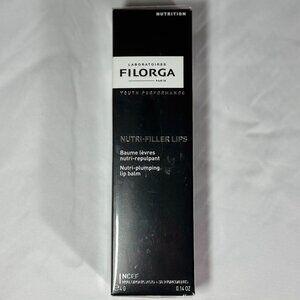 NUTRITION
LABORATOIRES
FILORGA
PARIS
YOUTH PERFORMANCE
NUTRI-FILLER LIPS
Baume lèvres
nutri-repulpant
Nutri-plumping
lip balm
NCEF
0.14 OZ